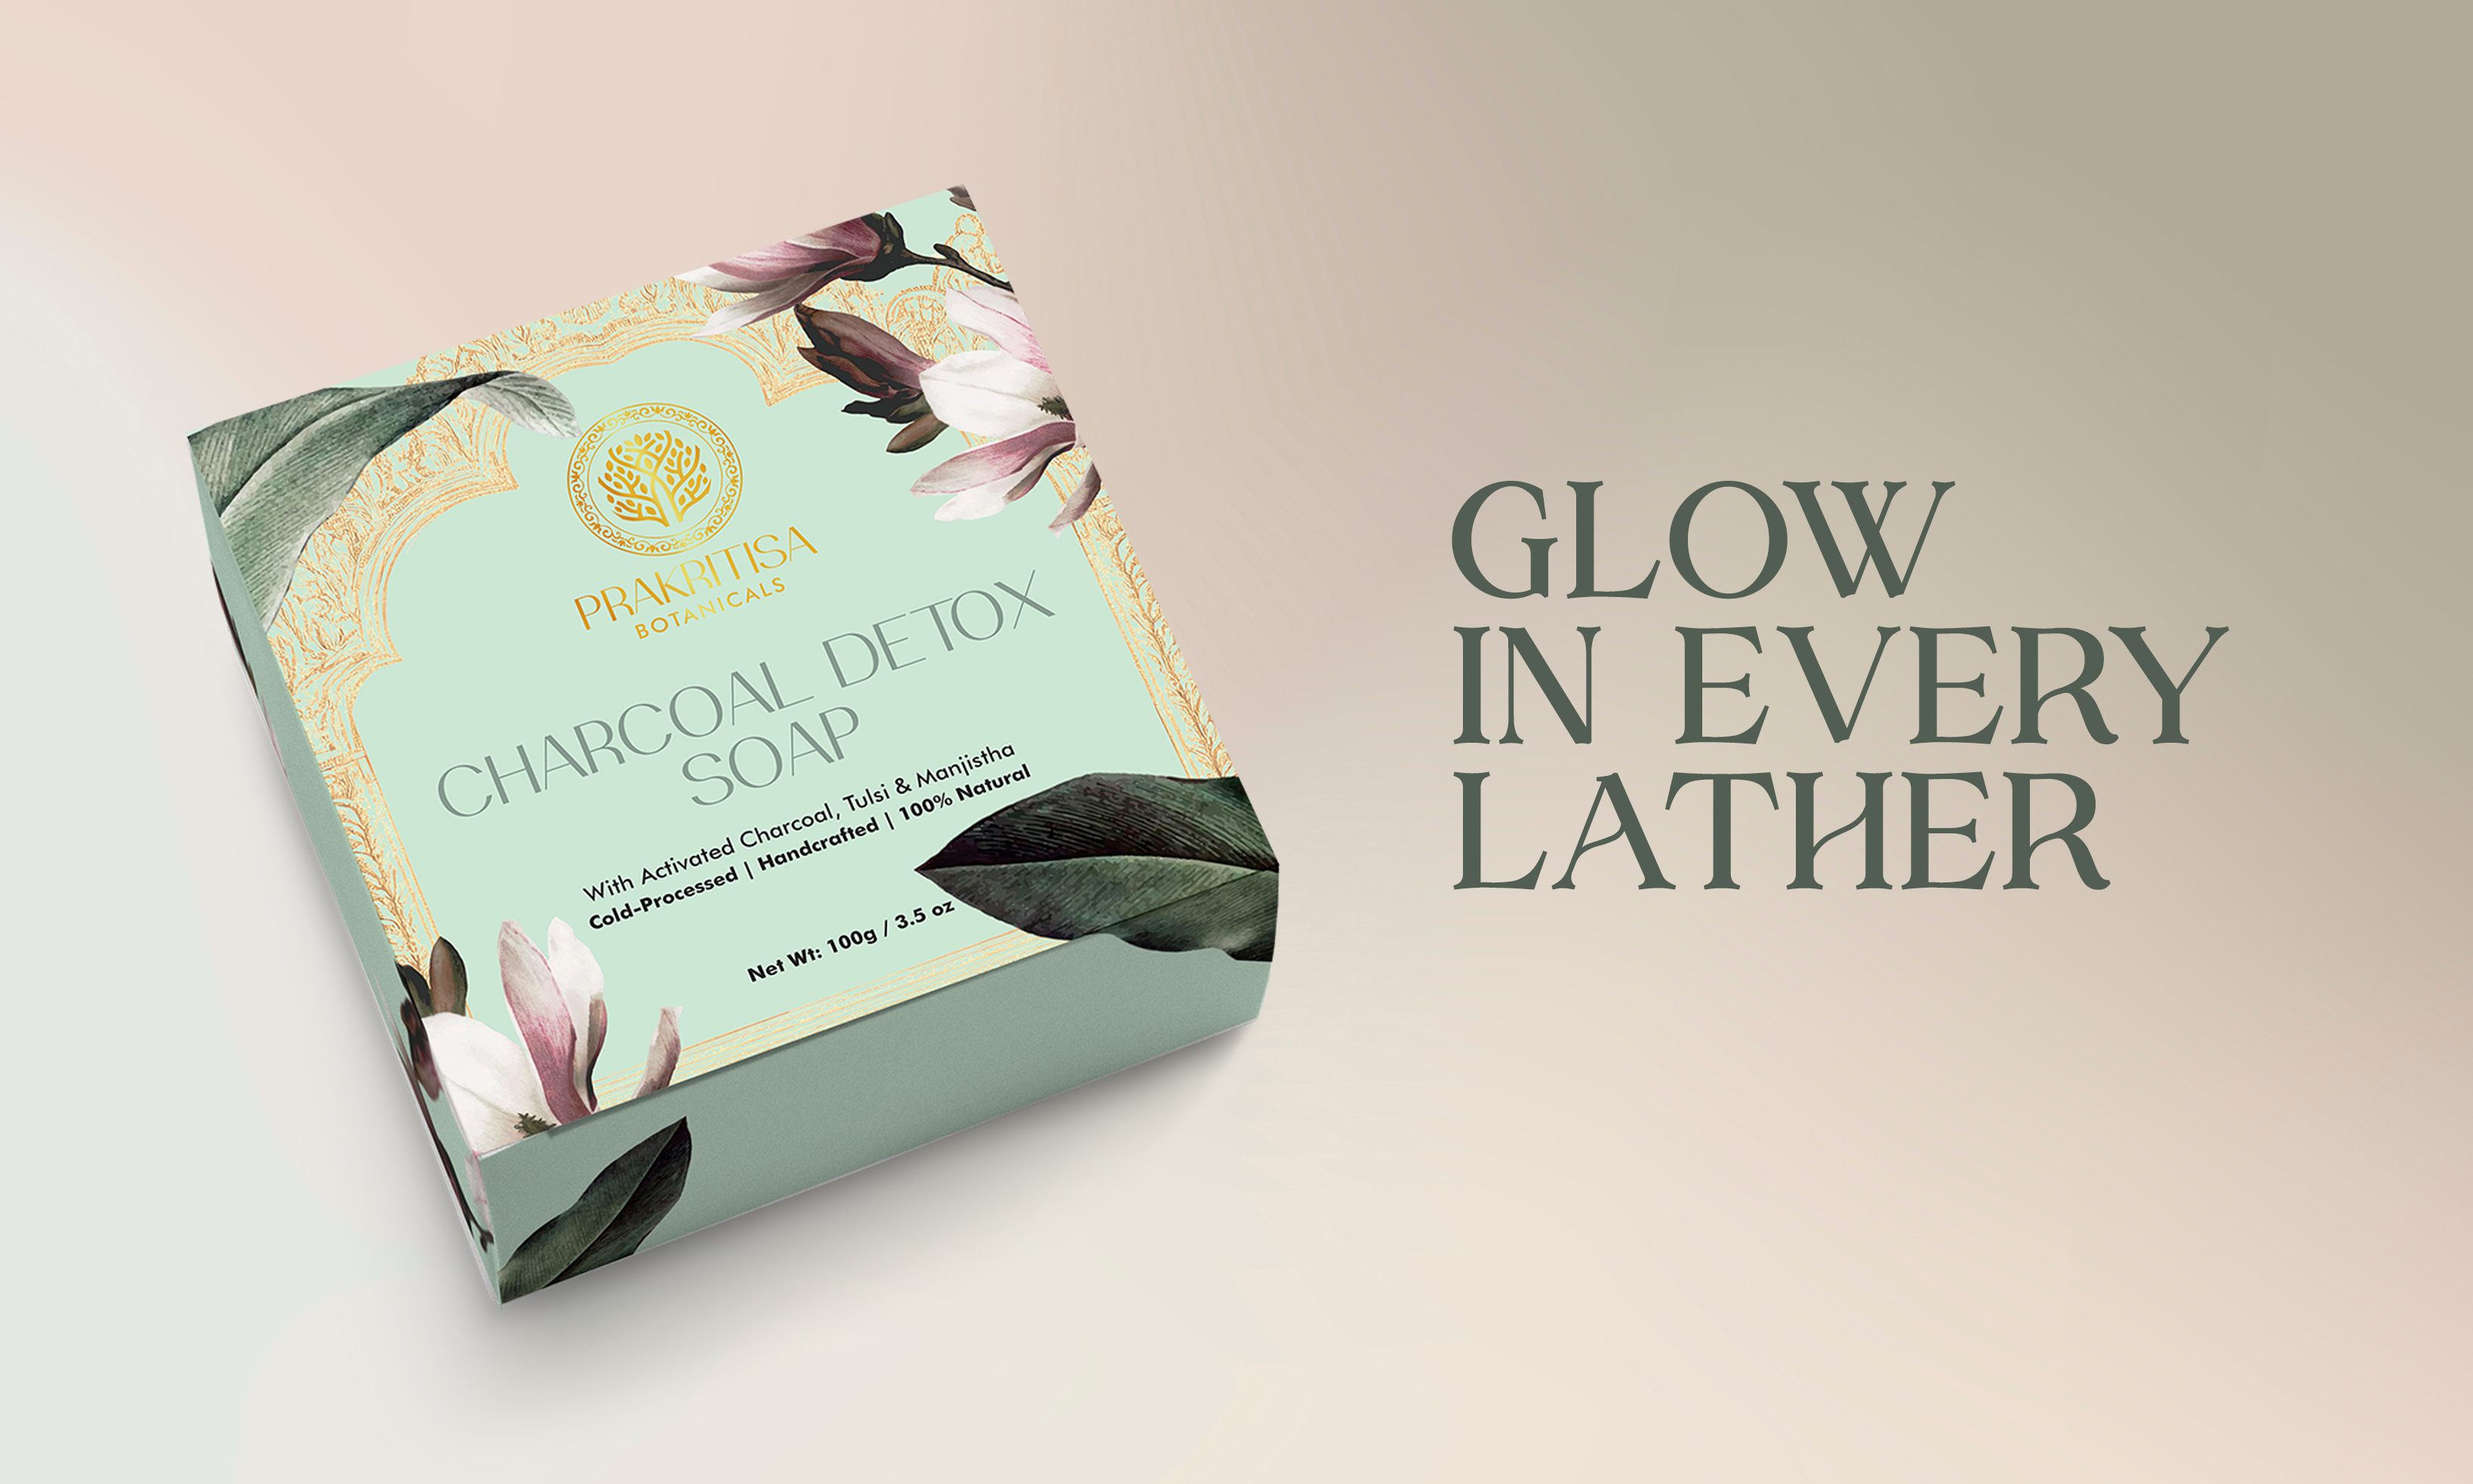 PRAKRITISA
BOTANICALS
CHARCOAL DETOX
SOAP
With Activated Charcoal, Tulsi & Manjistha
Cold-Processed | Handcrafted | 100% Natural
Net Wt: 100g / 3.5 oz
GLOW
IN EVERY
LATHER